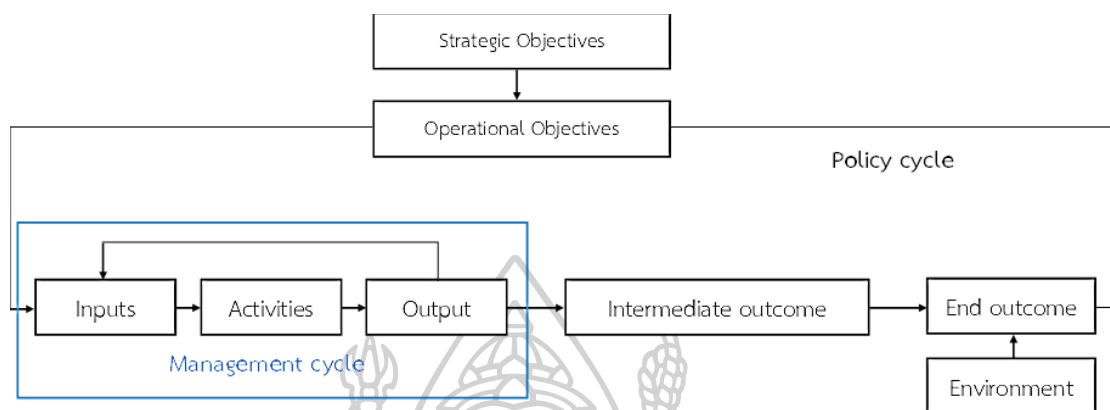 Strategic Objectives
Operational Objectives
Policy cycle
Inputs
Activities
Output
Intermediate outcome
End outcome
Management cycle
Environment